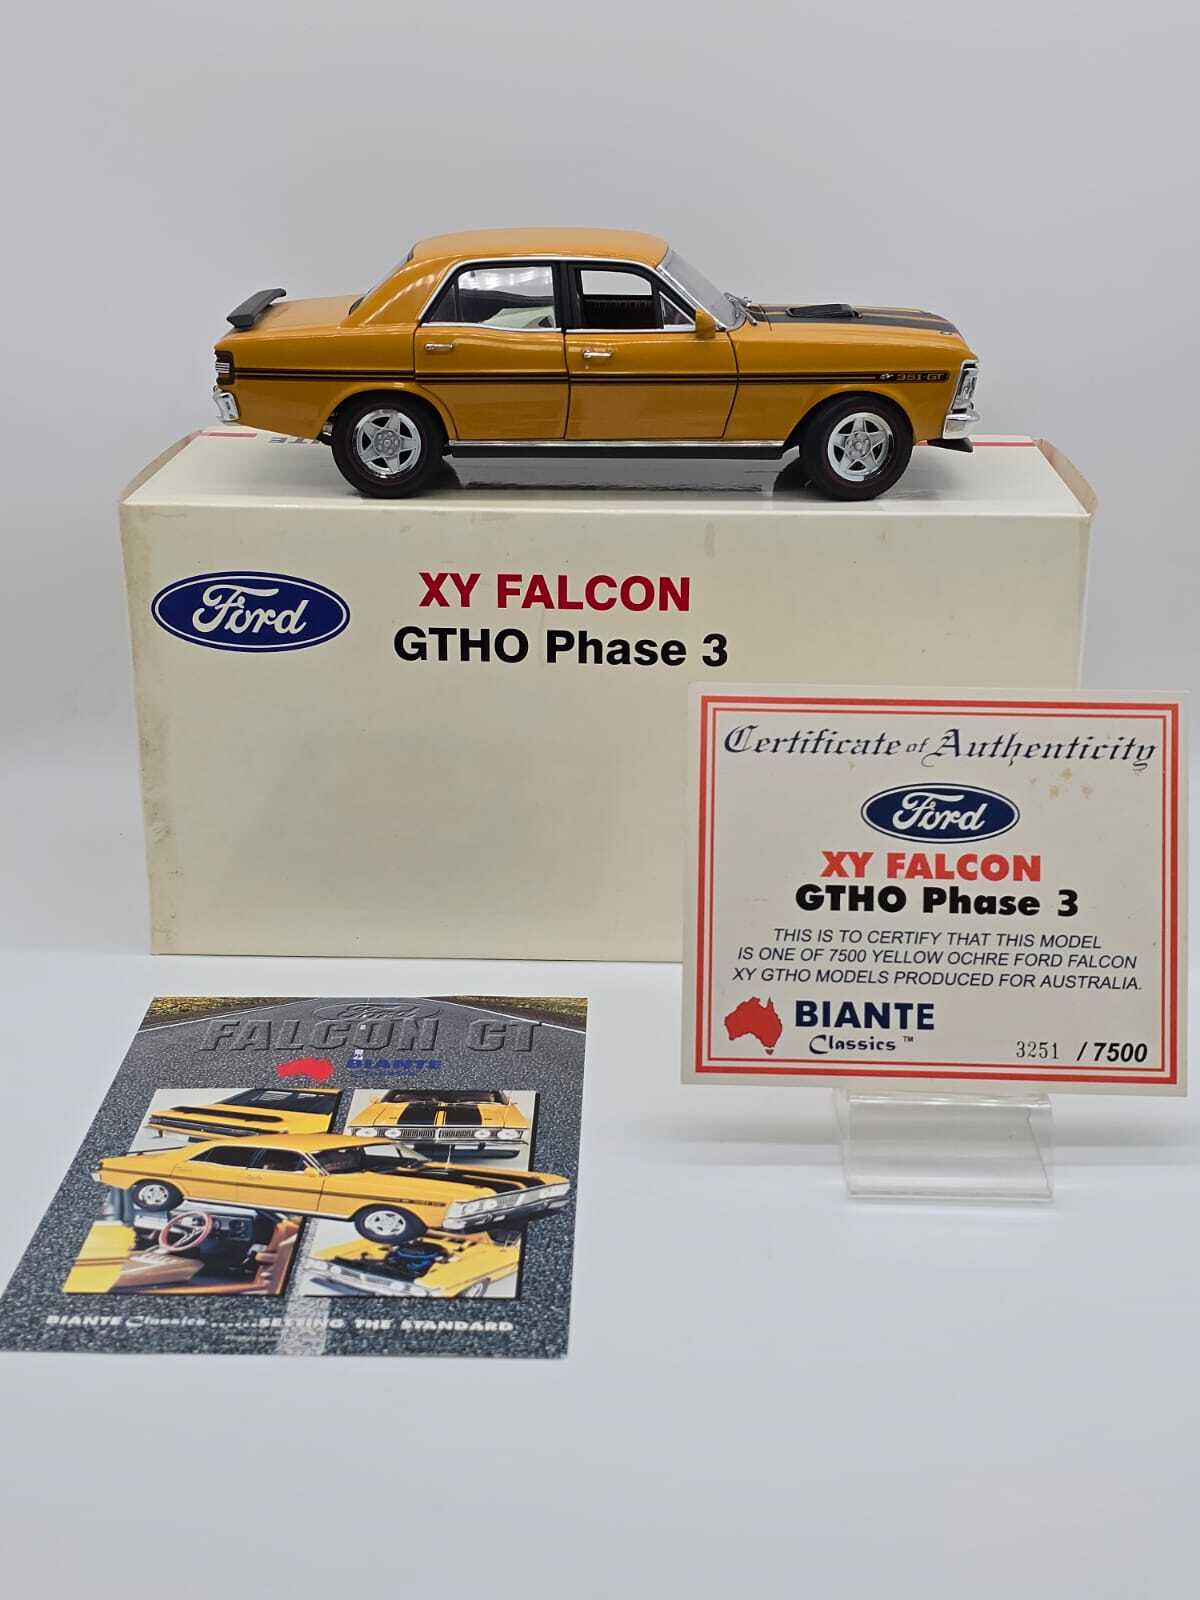 351-GT
Ford
XY FALCON
GTHO Phase 3
Certificate of Authenticity
Ford
XY FALCON
GTHO Phase 3
THIS IS TO CERTIFY THAT THIS MODEL
IS ONE OF 7500 YELLOW OCHRE FORD FALCON
XY GTHO MODELS PRODUCED FOR AUSTRALIA.
BIANTE
Classics ™
3251 / 7500
Ford
FALCON GT
BIANTE
BIANTE Classics ......SETTING THE STANDARD